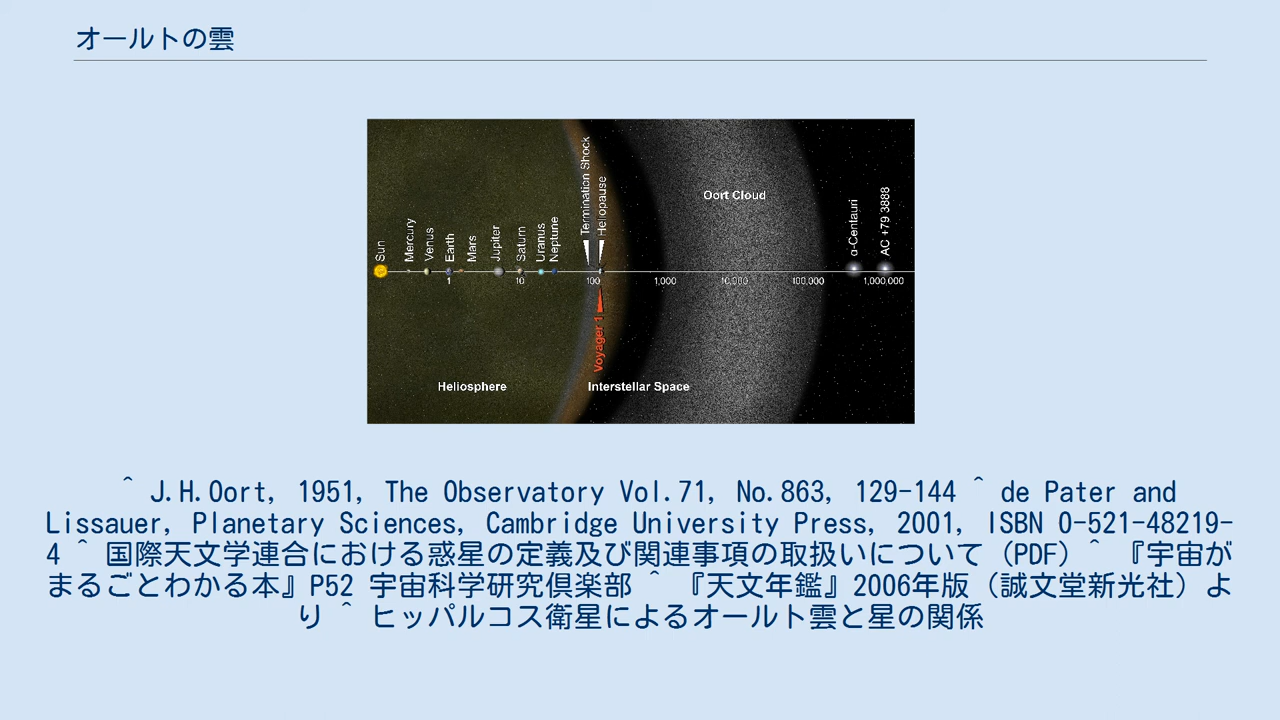 オールトの雲
Sun
Mercury
Venus
Earth
Mars
Jupiter
Saturn
Uranus
Neptune
Termination Shock
Heliopause
Oort Cloud
α-Centauri
AC +79 3888
1
10
100
1,000
10,000
100,000
1,000,000
Voyager 1
Heliosphere
Interstellar Space
^ J.H.Oort, 1951, The Observatory Vol.71, No.863, 129-144 ^ de Pater and
Lissauer, Planetary Sciences, Cambridge University Press, 2001, ISBN 0-521-48219-
4 ^ 国際天文学連合における惑星の定義及び関連事項の取扱いについて（PDF）^ 『宇宙が
まるごとわかる本』P52 宇宙科学研究倶楽部 ^ 『天文年鑑』2006年版（誠文堂新光社）よ
り ^ ヒッパルコス衛星によるオールト雲と星の関係